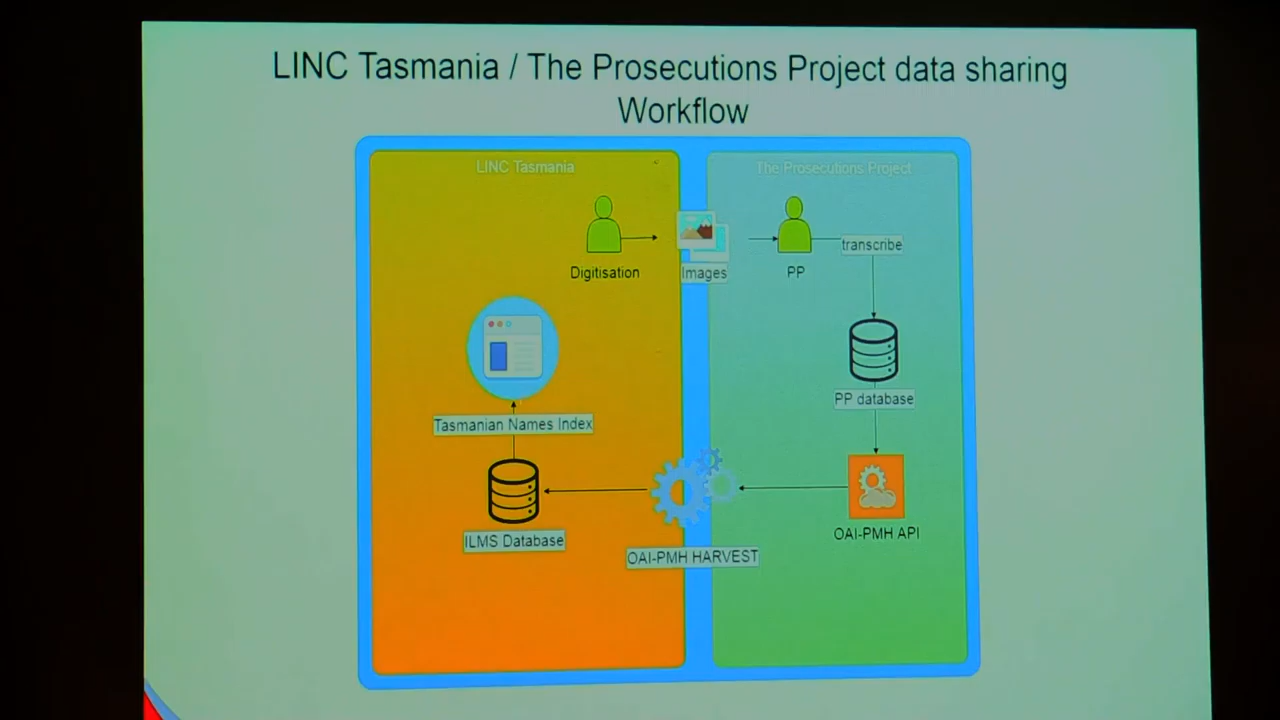 LINC Tasmania / The Prosecutions Project data sharing
Workflow
LINC Tasmania
The Prosecutions Project
Digitisation
Images
PP
transcribe
PP database
Tasmanian Names Index
OAI-PMH API
ILMS Database
OAI-PMH HARVEST